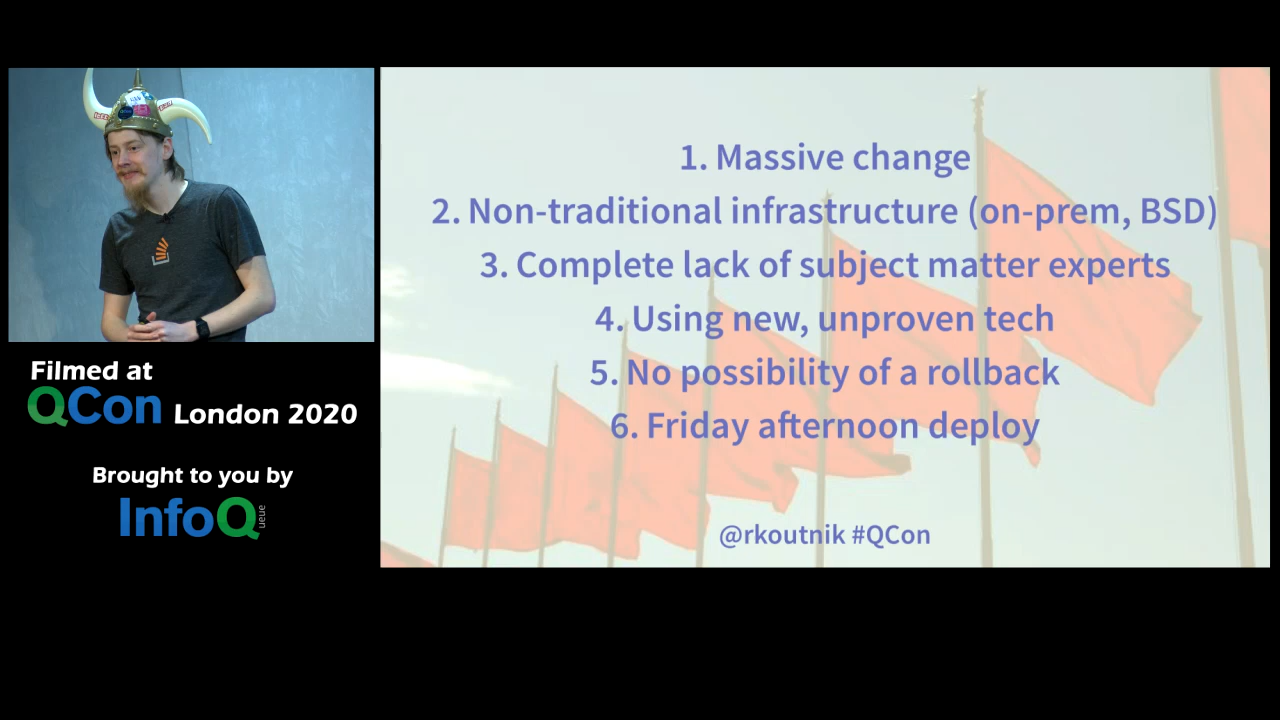 1. Massive change
2. Non-traditional infrastructure (on-prem, BSD)
3. Complete lack of subject matter experts
4. Using new, unproven tech
5. No possibility of a rollback
6. Friday afternoon deploy
@rkoutnik #QCon
Filmed at
QCon London 2020
Brought to you by
InfoQueue